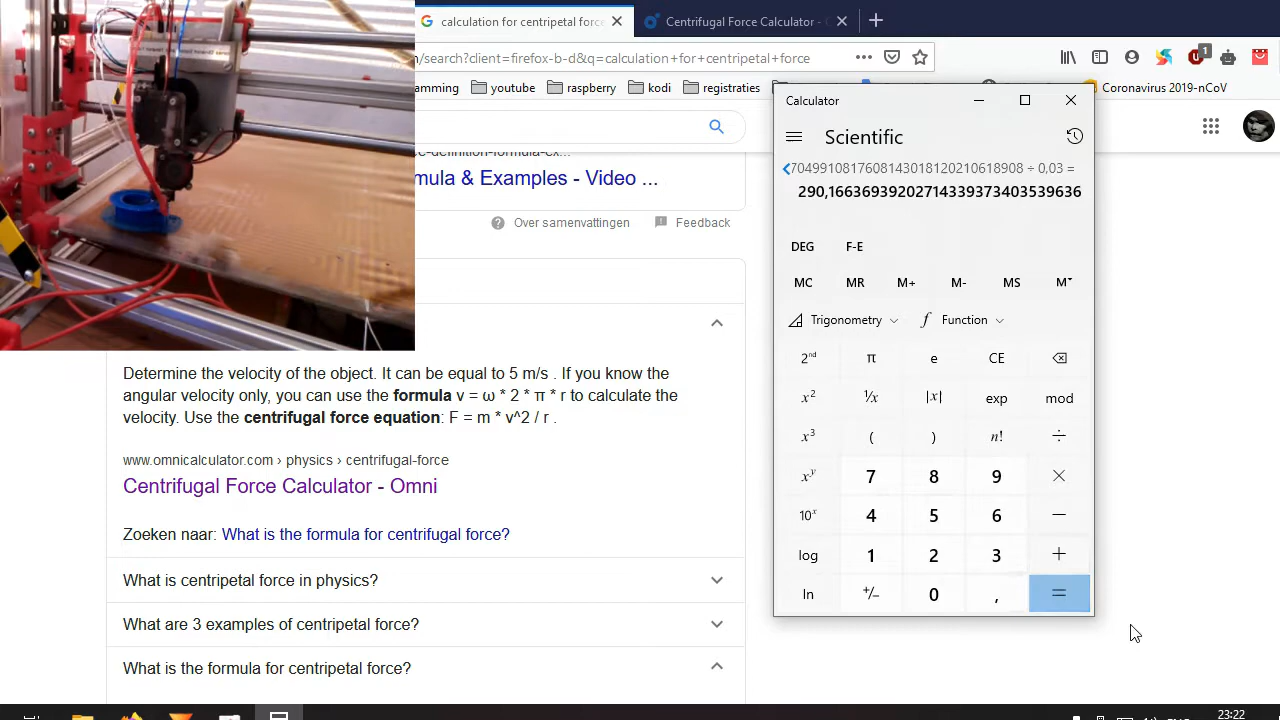 calculation for centripetal force
Centrifugal Force Calculator -
m/search?client=firefox-b-d&q=calculation+for+centripetal+force
1
amming
youtube
raspberry
kodi
registraties
Coronavirus 2019-nCoV
mula & Examples - Video ...
Over samenvattingen
Feedback
Determine the velocity of the object. It can be equal to 5 m/s . If you know the
angular velocity only, you can use the formula v = ω * 2 * π * r to calculate the
velocity. Use the centrifugal force equation: F = m * v^2 / r .
www.omnicalculator.com › physics › centrifugal-force
Centrifugal Force Calculator - Omni
Zoeken naar: What is the formula for centrifugal force?
What is centripetal force in physics?
What are 3 examples of centripetal force?
What is the formula for centripetal force?
Calculator
Scientific
7049910817608143018120210618908 ÷ 0,03 =
290,16636939202714339373403539636
DEG
F-E
MC
MR
M+
M-
MS
M˅
Trigonometry
f Function
2nd
π
e
CE
x²
¹/x
|x|
exp
mod
x³
(
)
n!
÷
xʸ
7
8
9
×
10ˣ
4
5
6
−
log
1
2
3
+
ln
+/−
0
,
=
23:22